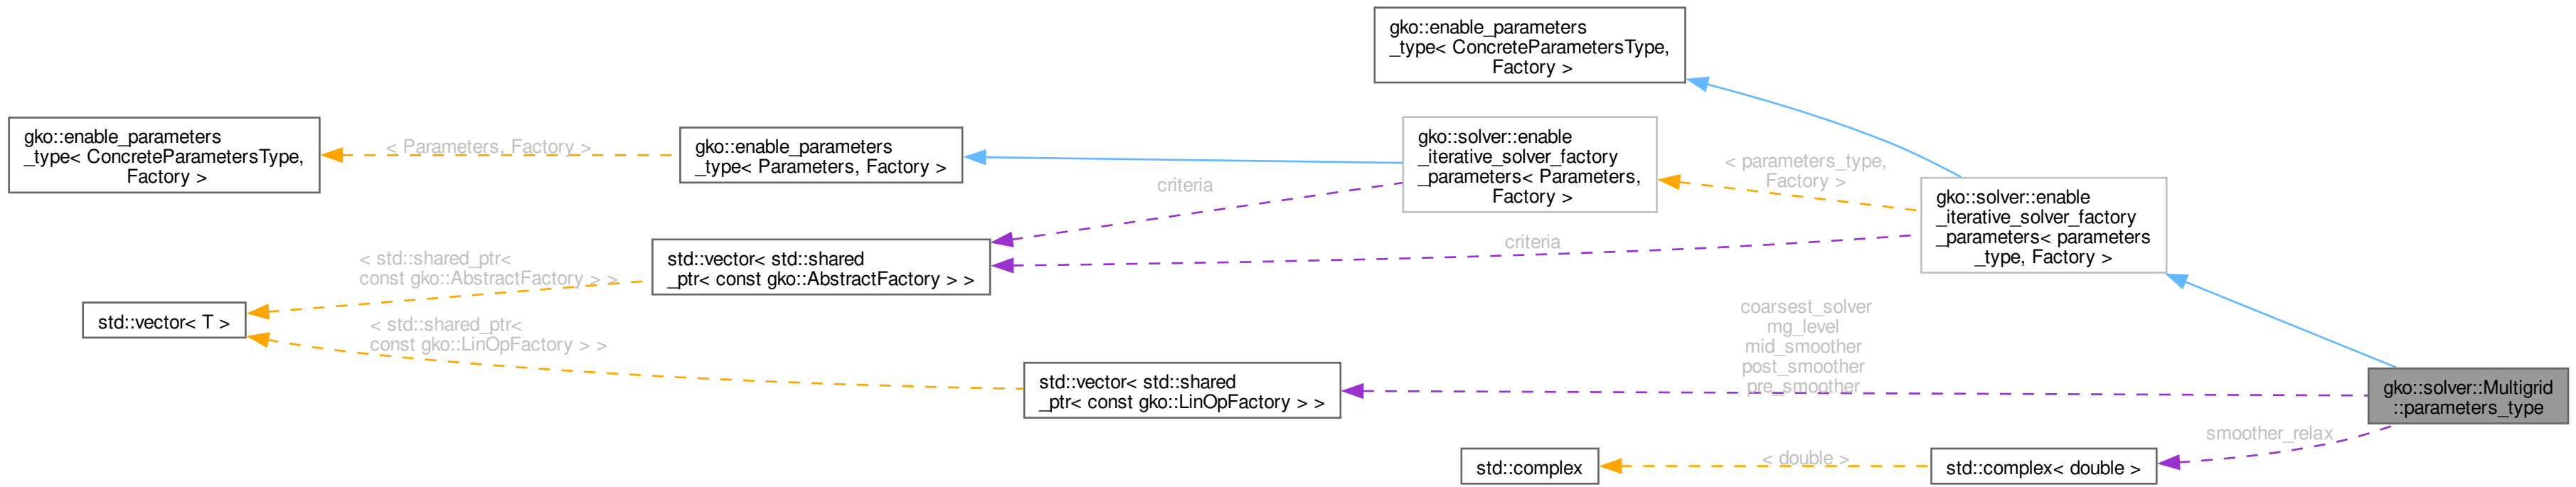 gko::enable_parameters
_type< ConcreteParametersType,
Factory >
gko::enable_parameters
_type< ConcreteParametersType,
Factory >
< Parameters, Factory >
gko::enable_parameters
_type< Parameters, Factory >
gko::solver::enable
_iterative_solver_factory
_parameters< Parameters,
Factory >
< parameters_type,
Factory >
criteria
gko::solver::enable
_iterative_solver_factory
_parameters< parameters
_type, Factory >
criteria
std::vector< std::shared
_ptr< const gko::AbstractFactory > >
< std::shared_ptr<
const gko::AbstractFactory > >
std::vector< T >
< std::shared_ptr<
const gko::LinOpFactory > >
std::vector< std::shared
_ptr< const gko::LinOpFactory > >
coarsest_solver
mg_level
mid_smoother
post_smoother
pre_smoother
gko::solver::Multigrid
::parameters_type
smoother_relax
std::complex
< double >
std::complex< double >